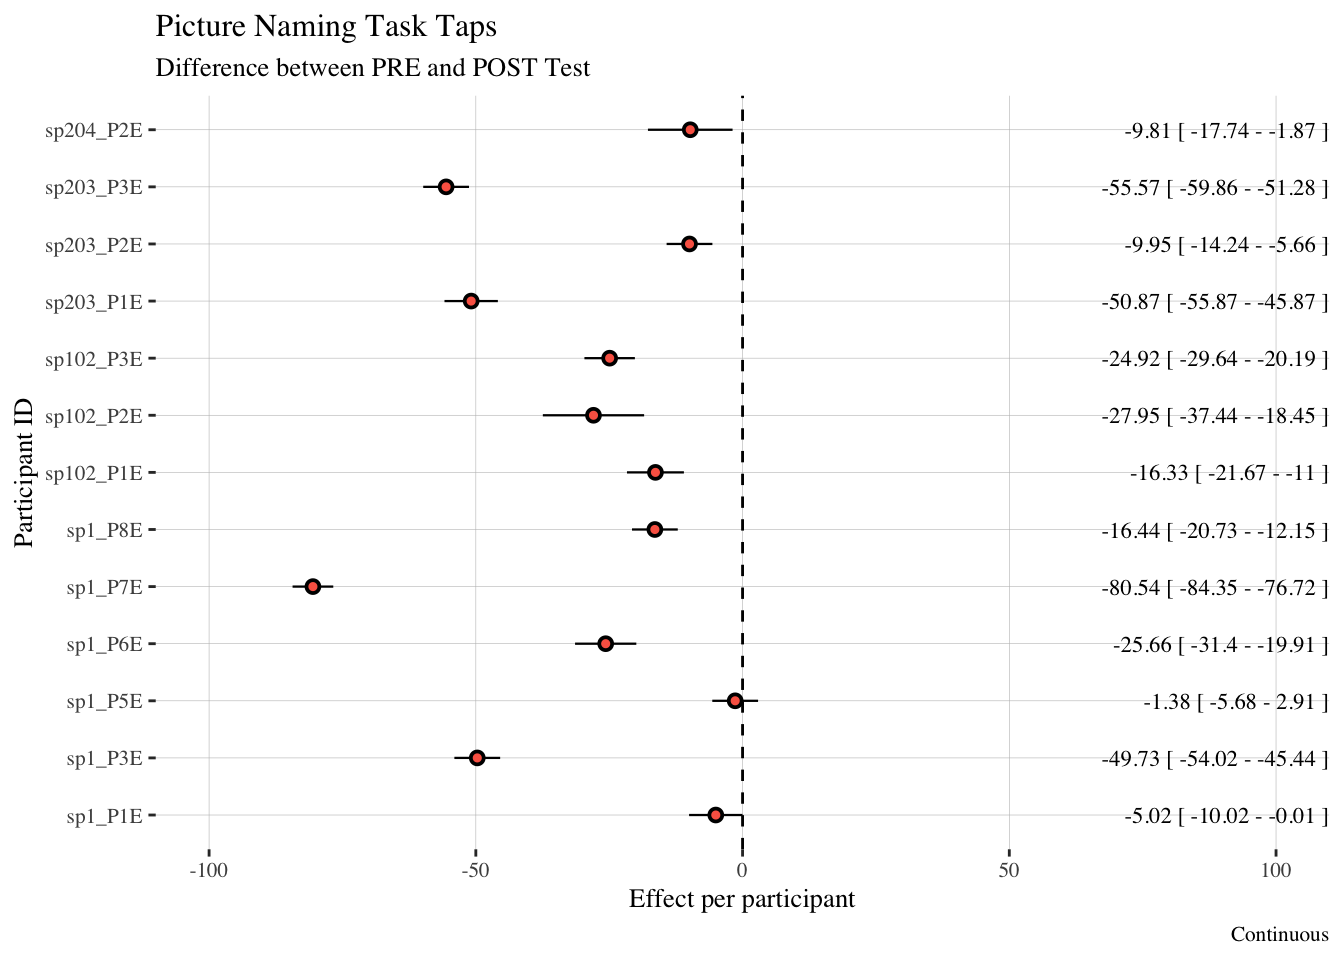 Picture Naming Task Taps
Difference between PRE and POST Test
Participant ID
sp204_P2E -9.81 [ -17.74 - -1.87 ]
sp203_P3E -55.57 [ -59.86 - -51.28 ]
sp203_P2E -9.95 [ -14.24 - -5.66 ]
sp203_P1E -50.87 [ -55.87 - -45.87 ]
sp102_P3E -24.92 [ -29.64 - -20.19 ]
sp102_P2E -27.95 [ -37.44 - -18.45 ]
sp102_P1E -16.33 [ -21.67 - -11 ]
sp1_P8E -16.44 [ -20.73 - -12.15 ]
sp1_P7E -80.54 [ -84.35 - -76.72 ]
sp1_P6E -25.66 [ -31.4 - -19.91 ]
sp1_P5E -1.38 [ -5.68 - 2.91 ]
sp1_P3E -49.73 [ -54.02 - -45.44 ]
sp1_P1E -5.02 [ -10.02 - -0.01 ]
-100 -50 0 50 100
Effect per participant
Continuous